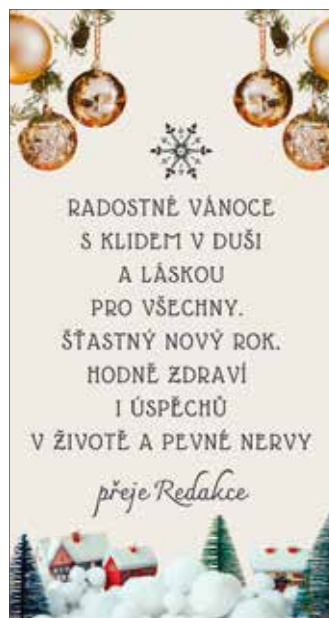 RADOSTNÉ VÁNOCE
S KLIDEM V DUŠI
A LÁSKOU
PRO VŠECHNY.
ŠŤASTNÝ NOVÝ ROK,
HODNĚ ZDRAVÍ
I ÚSPĚCHŮ
V ŽIVOTĚ A PEVNÉ NERVY
přeje Redakce